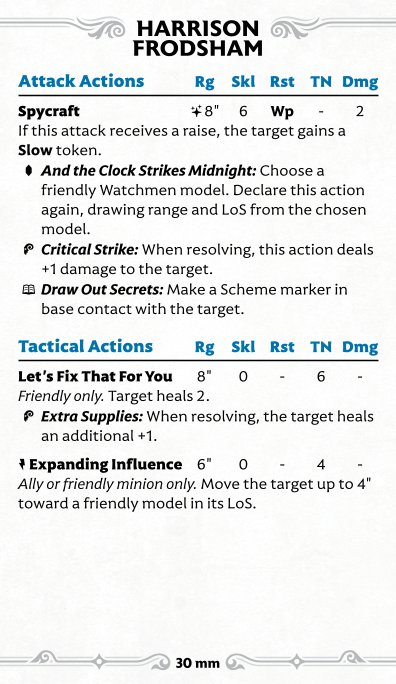 HARRISON
FRODSHAM
Attack Actions Rg Skl Rst TN Dmg
Spycraft 8" 6 Wp - 2
If this attack receives a raise, the target gains a
Slow token.
And the Clock Strikes Midnight: Choose a
friendly Watchmen model. Declare this action
again, drawing range and LoS from the chosen
model.
Critical Strike: When resolving, this action deals
+1 damage to the target.
Draw Out Secrets: Make a Scheme marker in
base contact with the target.
Tactical Actions Rg Skl Rst TN Dmg
Let's Fix That For You 8" 0 - 6 -
Friendly only. Target heals 2.
Extra Supplies: When resolving, the target heals
an additional +1.
Expanding Influence 6" 0 - 4 -
Ally or friendly minion only. Move the target up to 4"
toward a friendly model in its LoS.
30 mm